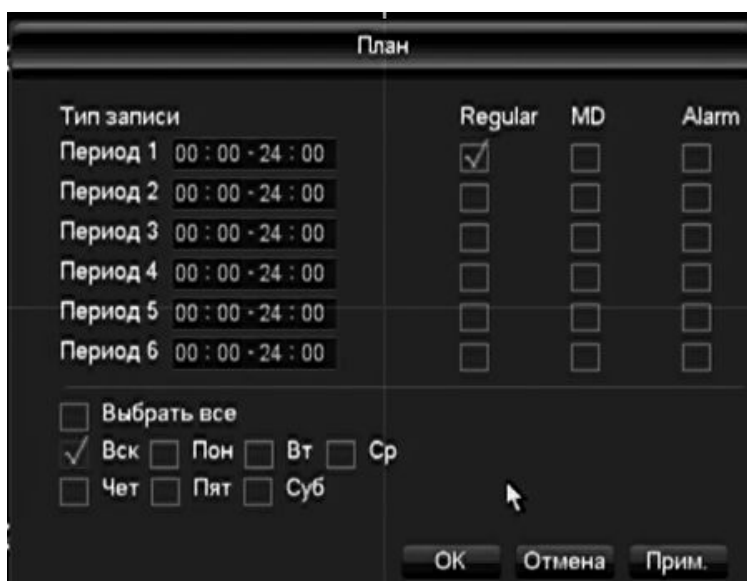 План
Тип записи Regular MD Alarm
Период 1 00 : 00 - 24 : 00
Период 2 00 : 00 - 24 : 00
Период 3 00 : 00 - 24 : 00
Период 4 00 : 00 - 24 : 00
Период 5 00 : 00 - 24 : 00
Период 6 00 : 00 - 24 : 00
Выбрать все
Вск Пон Вт Ср
Чет Пят Суб
ОК Отмена Прим.